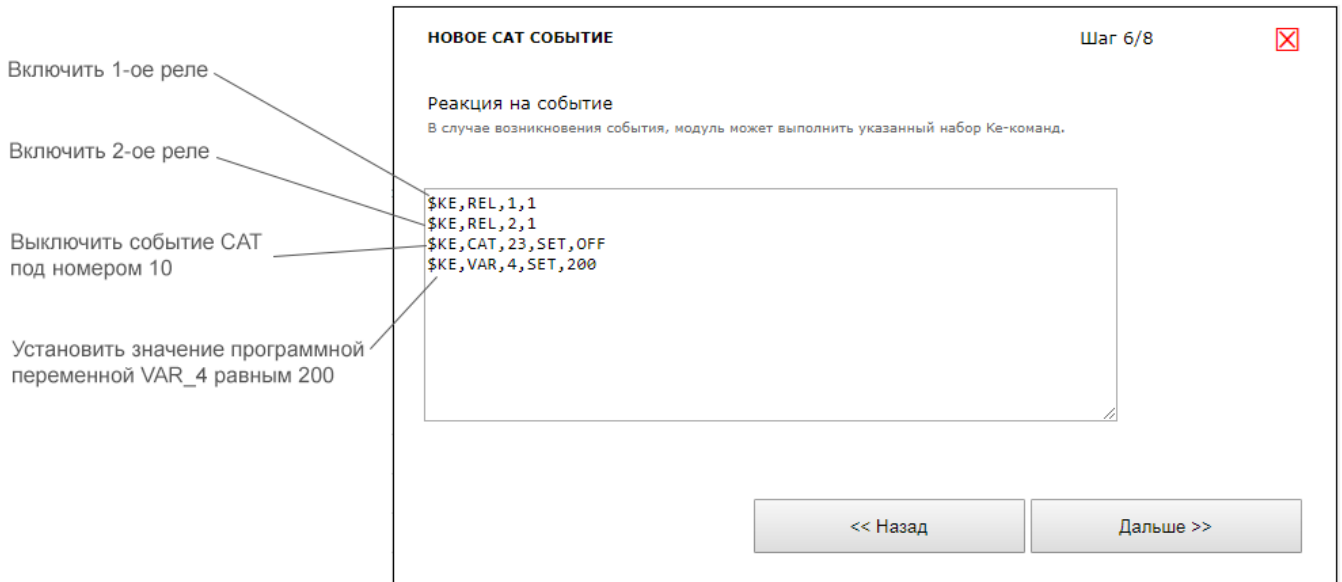 НОВОЕ CAT СОБЫТИЕ
Шаг 6/8
Включить 1-ое реле
Реакция на событие
В случае возникновения события, модуль может выполнить указанный набор Ке-команд.
Включить 2-ое реле
$KE,REL,1,1
$KE,REL,2,1
$KE,CAT,23,SET,OFF
$KE,VAR,4,SET,200
Выключить событие CAT
под номером 10
Установить значение программной
переменной VAR_4 равным 200
<< Назад
Дальше >>